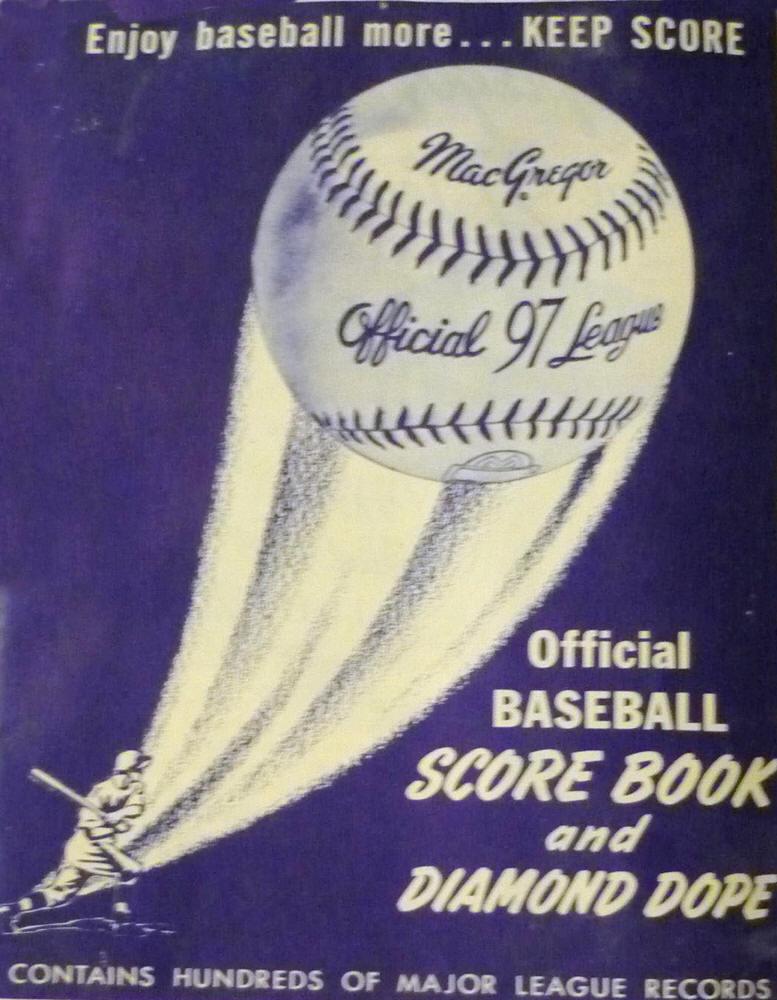 Enjoy baseball more...KEEP SCORE
MacGregor
Official 97 League
Official
BASEBALL
SCORE BOOK
and
DIAMOND DOPE
CONTAINS HUNDREDS OF MAJOR LEAGUE RECORDS